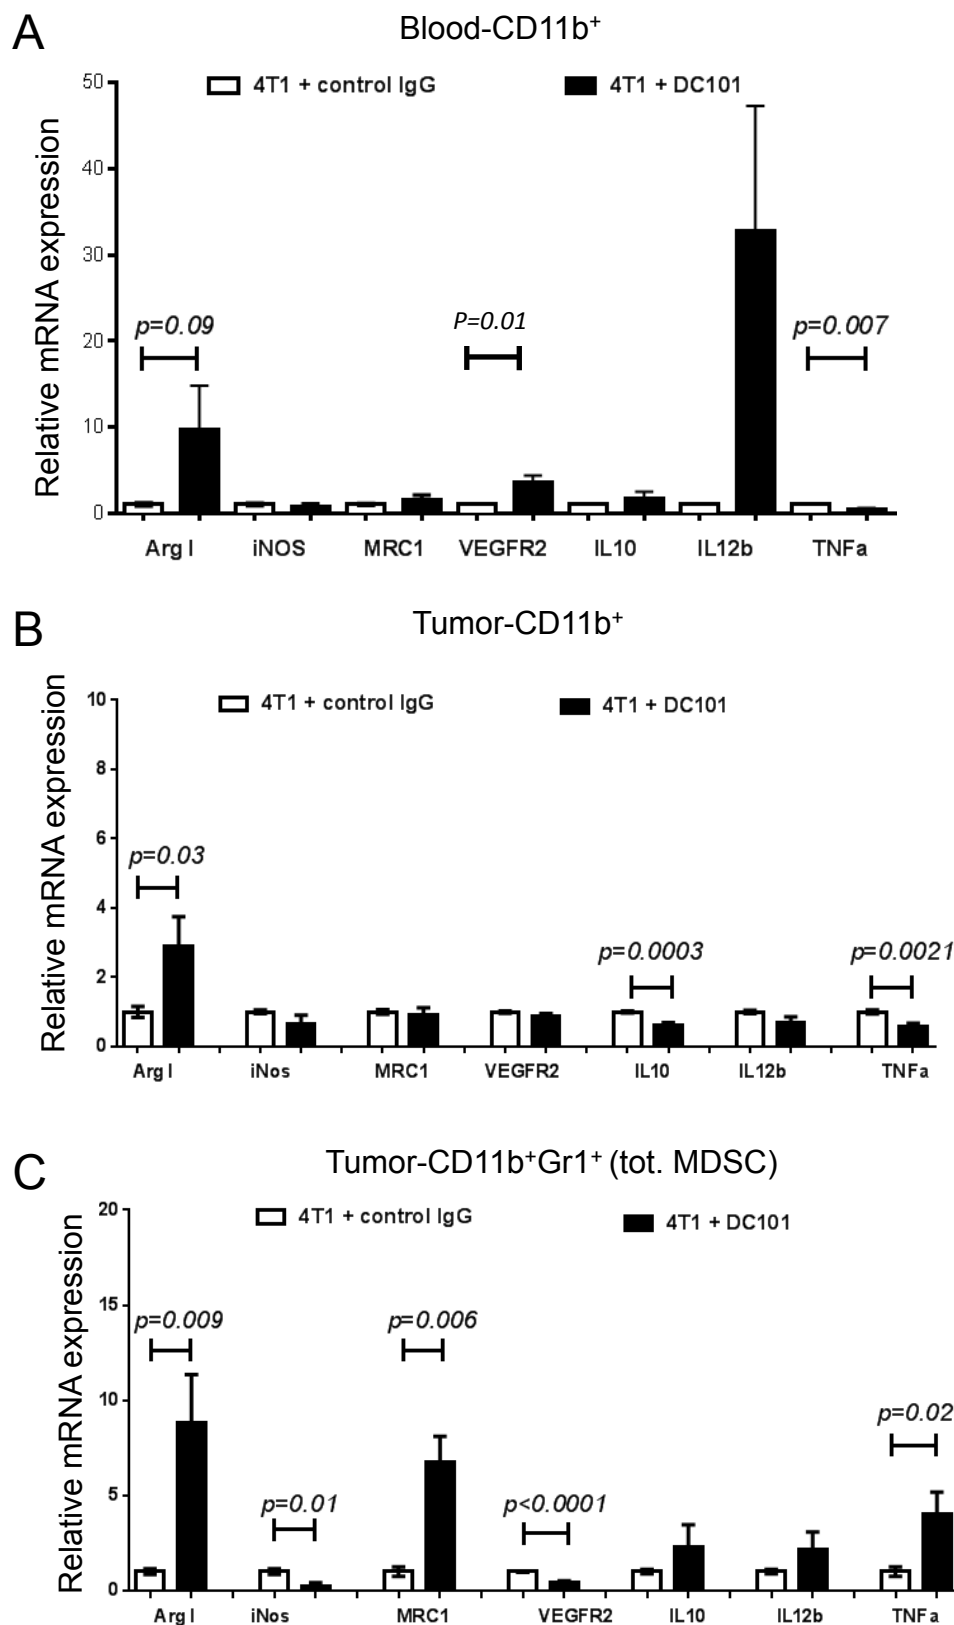 A
Blood-CD11b⁺
4T1 + control IgG
4T1 + DC101
Relative mRNA expression
50
40
30
20
10
0
p=0.09
P=0.01
p=0.007
Arg I iNOS MRC1 VEGFR2 IL10 IL12b TNFa
B
Tumor-CD11b⁺
4T1 + control IgG
4T1 + DC101
Relative mRNA expression
10
8
6
4
2
0
p=0.03
p=0.0003
p=0.0021
Arg I iNos MRC1 VEGFR2 IL10 IL12b TNFa
C
Tumor-CD11b⁺Gr1⁺ (tot. MDSC)
4T1 + control IgG
4T1 + DC101
Relative mRNA expression
20
15
10
5
0
p=0.009
p=0.01
p=0.006
p<0.0001
p=0.02
Arg I iNos MRC1 VEGFR2 IL10 IL12b TNFa